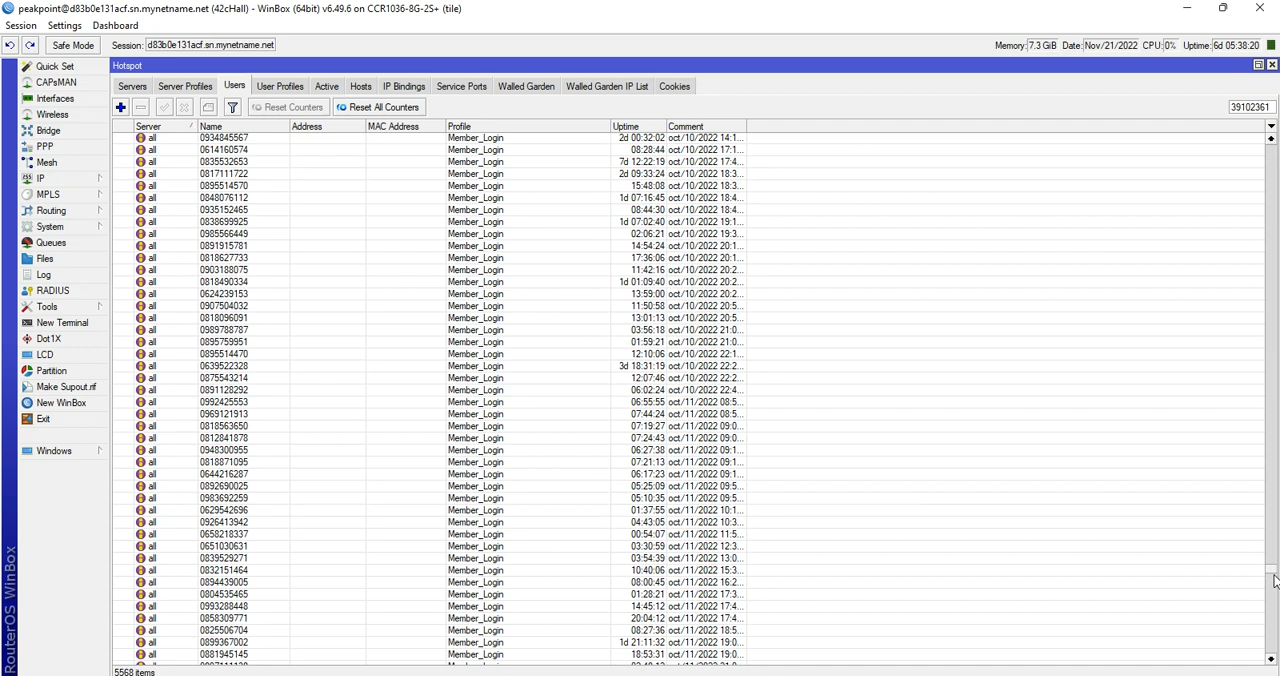 peakpoint@d83b0e131acf.sn.mynetname.net (42cHall) - WinBox (64bit) v6.49.6 on CCR1036-8G-2S+ (tile)
Session Settings Dashboard
Safe Mode Session: d83b0e131acf.sn.mynetname.net Memory: 7.3 GiB Date: Nov/21/2022 CPU: 0% Uptime: 6d 05:38:20
Quick Set
CAPsMAN
Interfaces
Wireless
Bridge
PPP
Mesh
IP
MPLS
Routing
System
Queues
Files
Log
RADIUS
Tools
New Terminal
Dot1X
LCD
Partition
Make Supout.rif
New WinBox
Exit
Windows
RouterOS WinBox
Hotspot
Servers Server Profiles Users User Profiles Active Hosts IP Bindings Service Ports Walled Garden Walled Garden IP List Cookies
Reset Counters Reset All Counters 39102361
Server Name Address MAC Address Profile Uptime Comment
all 0934845567 Member_Login 2d 00:32:02 oct/10/2022 14:1...
all 0614160574 Member_Login 08:28:44 oct/10/2022 17:1...
all 0835532653 Member_Login 7d 12:22:19 oct/10/2022 17:4...
all 0817111722 Member_Login 2d 09:33:24 oct/10/2022 18:3...
all 0895514570 Member_Login 15:48:08 oct/10/2022 18:3...
all 0848076112 Member_Login 1d 07:16:45 oct/10/2022 18:4...
all 0935152465 Member_Login 08:44:30 oct/10/2022 18:4...
all 0838699925 Member_Login 1d 07:02:40 oct/10/2022 19:1...
all 0985566449 Member_Login 02:06:21 oct/10/2022 19:3...
all 0891915781 Member_Login 14:54:24 oct/10/2022 20:1...
all 0818627733 Member_Login 17:36:06 oct/10/2022 20:1...
all 0903188075 Member_Login 11:42:16 oct/10/2022 20:2...
all 0818490334 Member_Login 1d 01:09:40 oct/10/2022 20:2...
all 0624239153 Member_Login 13:59:00 oct/10/2022 20:2...
all 0907504032 Member_Login 11:50:58 oct/10/2022 20:5...
all 0818096091 Member_Login 13:01:13 oct/10/2022 20:5...
all 0989788787 Member_Login 03:56:18 oct/10/2022 21:0...
all 0895759951 Member_Login 01:59:21 oct/10/2022 21:0...
all 0895514470 Member_Login 12:10:06 oct/10/2022 22:1...
all 0639522328 Member_Login 3d 18:31:19 oct/10/2022 22:2...
all 0875543214 Member_Login 12:07:46 oct/10/2022 22:2...
all 0891128292 Member_Login 06:02:24 oct/10/2022 22:4...
all 0992425553 Member_Login 06:55:55 oct/11/2022 08:5...
all 0969121913 Member_Login 07:44:24 oct/11/2022 08:5...
all 0818563650 Member_Login 07:19:27 oct/11/2022 09:0...
all 0812841878 Member_Login 07:24:43 oct/11/2022 09:0...
all 0948300955 Member_Login 06:27:38 oct/11/2022 09:1...
all 0818871095 Member_Login 07:21:13 oct/11/2022 09:1...
all 0644216287 Member_Login 06:17:23 oct/11/2022 09:1...
all 0892690025 Member_Login 05:25:09 oct/11/2022 09:5...
all 0983692259 Member_Login 05:10:35 oct/11/2022 09:5...
all 0629542696 Member_Login 01:37:55 oct/11/2022 10:1...
all 0926413942 Member_Login 04:43:05 oct/11/2022 10:3...
all 0658218337 Member_Login 00:54:07 oct/11/2022 11:5...
all 0651030631 Member_Login 03:30:59 oct/11/2022 12:3...
all 0839529271 Member_Login 03:54:39 oct/11/2022 13:0...
all 0832151464 Member_Login 10:40:06 oct/11/2022 15:3...
all 0894439005 Member_Login 08:00:45 oct/11/2022 16:2...
all 0804535465 Member_Login 01:28:21 oct/11/2022 17:3...
all 0993288448 Member_Login 14:45:12 oct/11/2022 17:4...
all 0858309771 Member_Login 20:04:12 oct/11/2022 17:4...
all 0825506704 Member_Login 08:27:36 oct/11/2022 18:5...
all 0899367002 Member_Login 1d 21:11:32 oct/11/2022 19:0...
all 0881945145 Member_Login 18:53:31 oct/11/2022 19:0...
Member_Login
5568 items